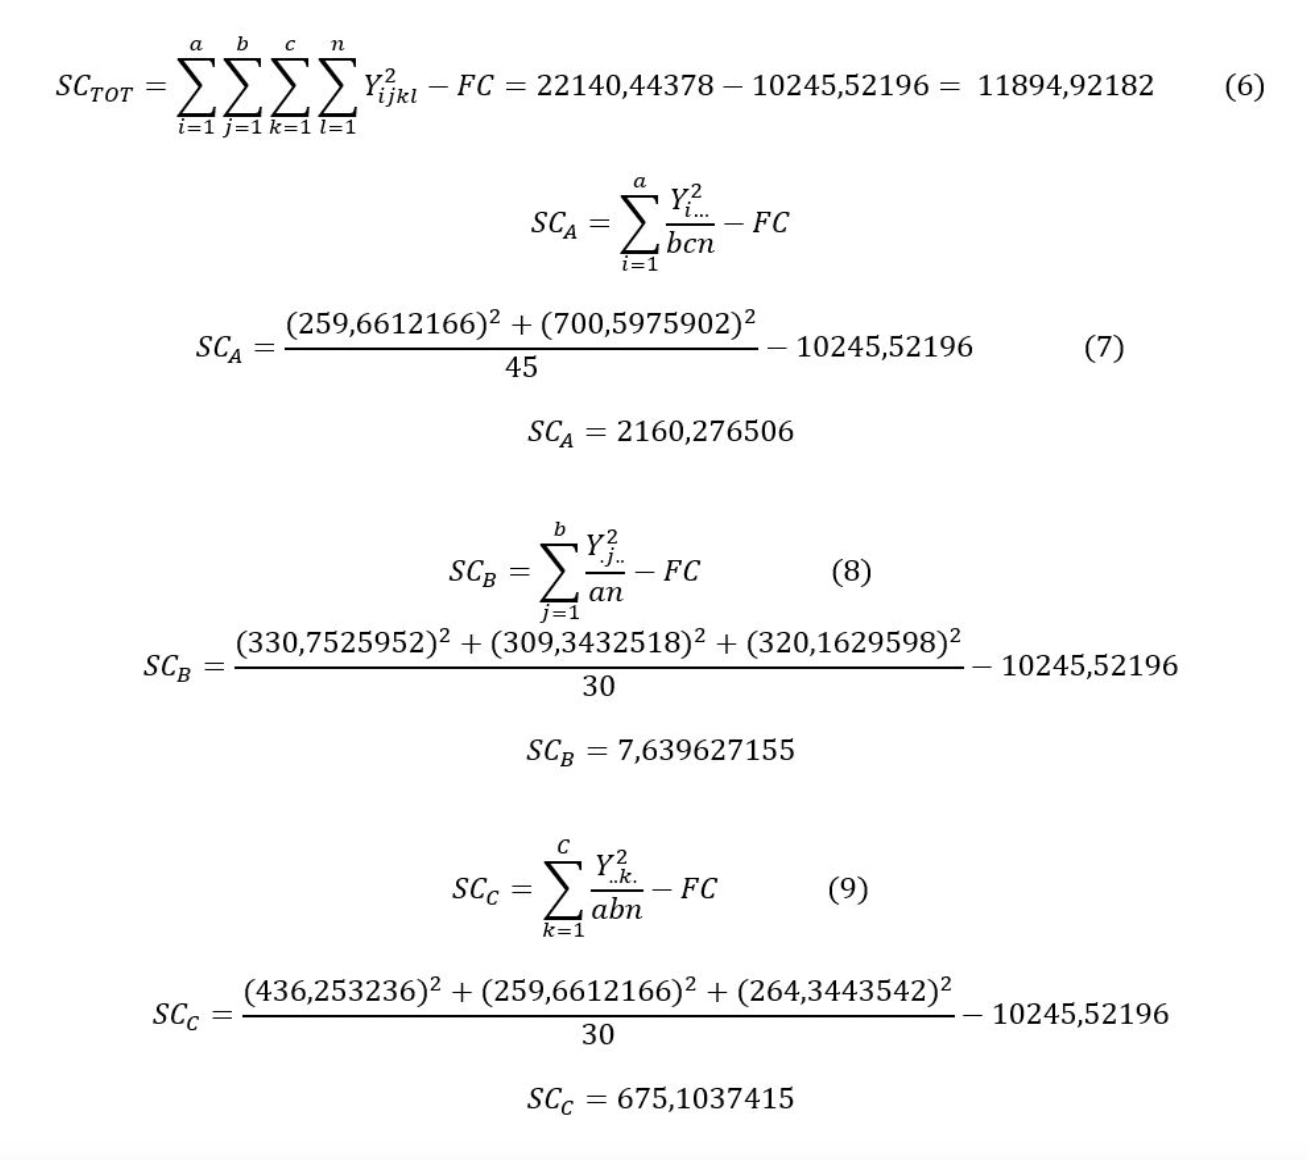 $SC_{TOT} = \sum_{i=1}^{a} \sum_{j=1}^{b} \sum_{k=1}^{c} \sum_{l=1}^{n} Y_{ijkl}^{2} - FC = 22140,44378 - 10245,52196 = 11894,92182$ (6)
$SC_A = \sum_{i=1}^{a} \frac{Y_{i...}^{2}}{bcn} - FC$
$SC_A = \frac{(259,6612166)^2 + (700,5975902)^2}{45} - 10245,52196$ (7)
$SC_A = 2160,276506$
$SC_B = \sum_{j=1}^{b} \frac{Y_{.j..}^{2}}{an} - FC$ (8)
$SC_B = \frac{(330,7525952)^2 + (309,3432518)^2 + (320,1629598)^2}{30} - 10245,52196$
$SC_B = 7,639627155$
$SC_C = \sum_{k=1}^{C} \frac{Y_{..k.}^{2}}{abn} - FC$ (9)
$SC_C = \frac{(436,253236)^2 + (259,6612166)^2 + (264,3443542)^2}{30} - 10245,52196$
$SC_C = 675,1037415$